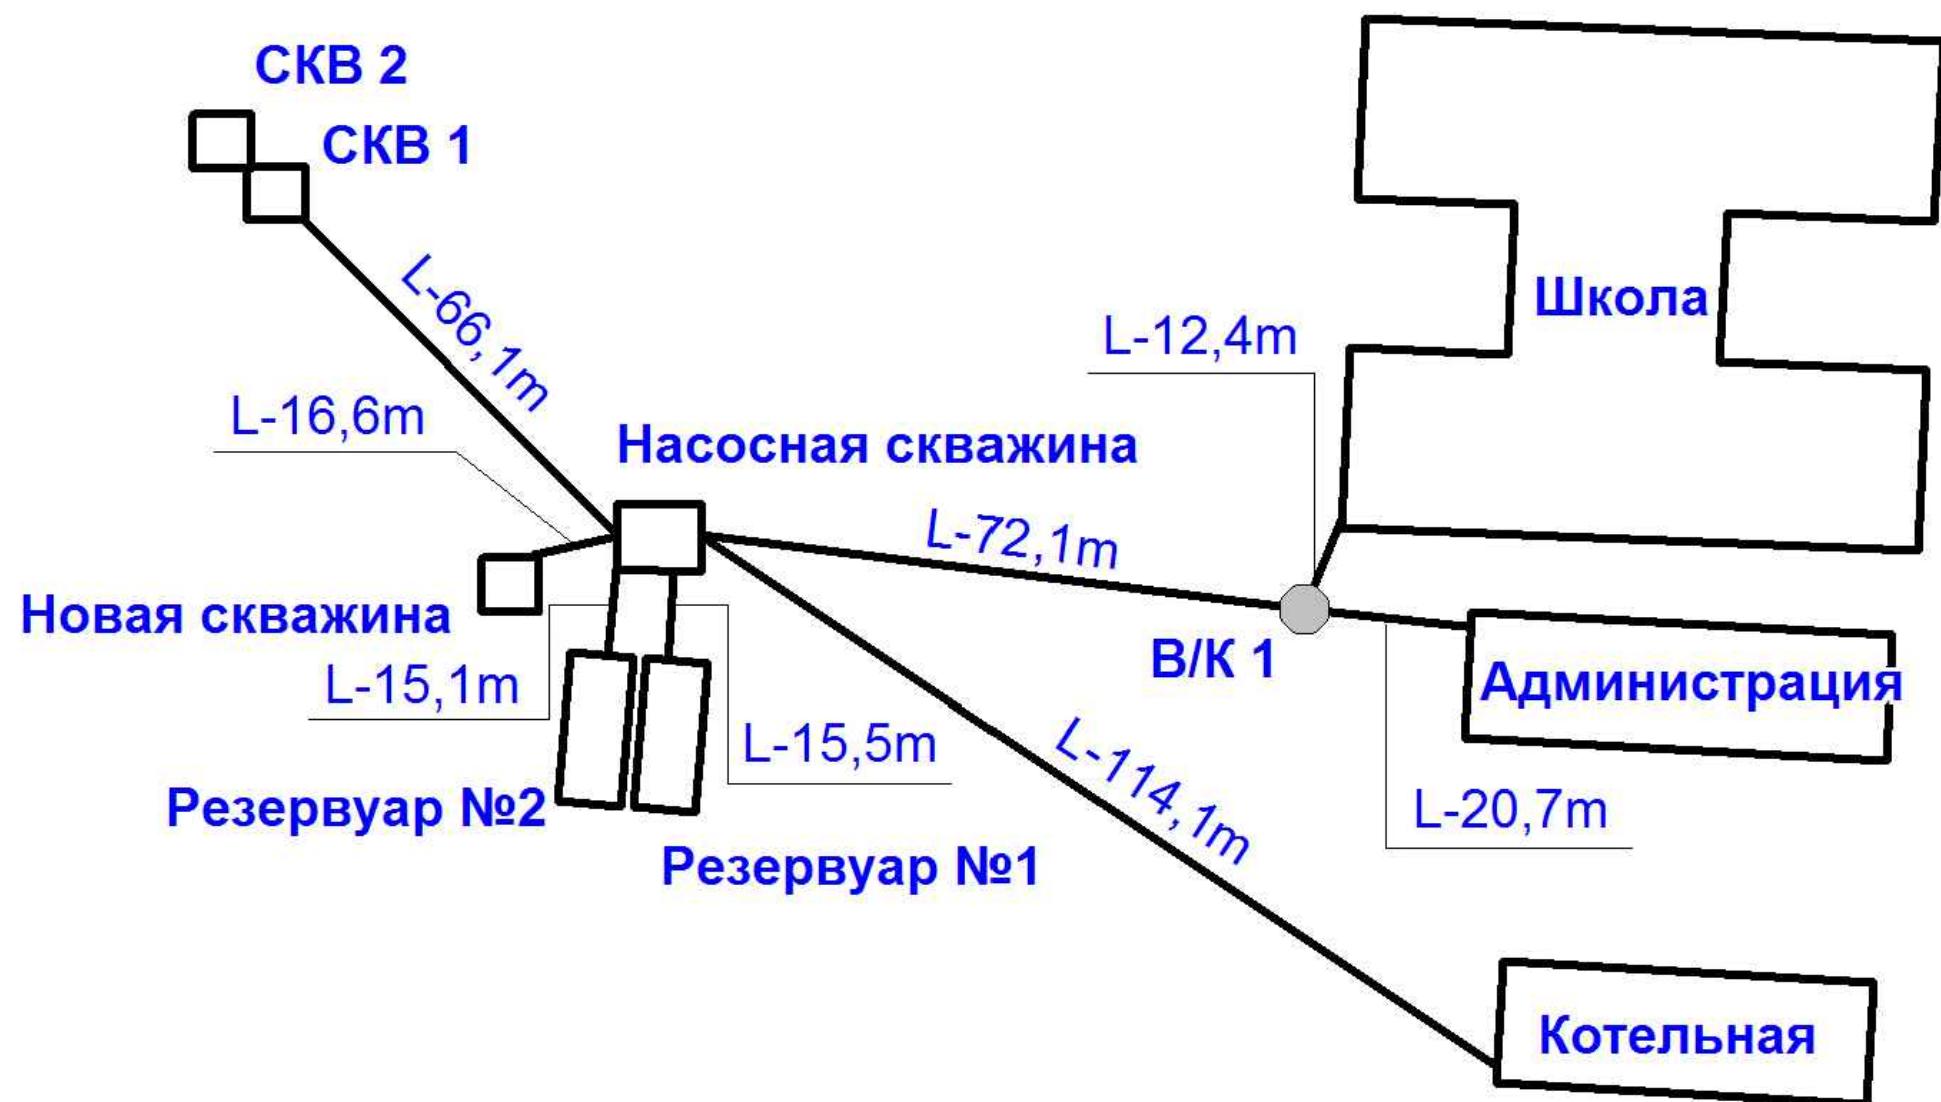 СКВ 2
СКВ 1
L-66,1m
Школа
L-12,4m
L-16,6m
Насосная скважина
L-72,1m
Новая скважина
В/К 1
L-15,1m
Администрация
L-15,5m
L-114,1m
Резервуар №2
L-20,7m
Резервуар №1
Котельная